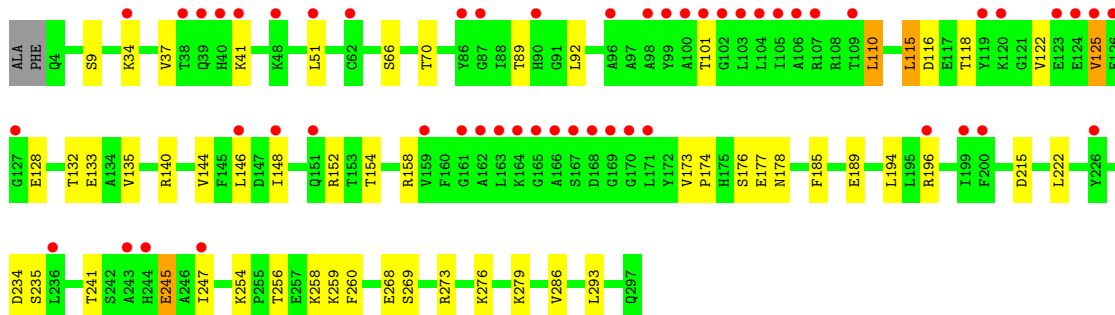 ALA PHE Q4 S9 K34 V37 T38 Q39 H40 K41 K48 L51 C62 S66 T70 Y86 G87 I88 T89 H90 G91 L92 A96 A97 A98 Y99 A100 T101 G102 L103 L104 I105 A106 R107 R108 T109 L110 L115 D116 E117 T118 Y119 K120 G121 V122 E123 E124 V125
G127 E128 T132 E133 A134 V135 R140 V144 F145 L146 D147 I148 Q151 R152 T153 T154 R158 V159 F160 G161 A162 L163 K164 G165 A166 S167 D168 G169 G170 L171 Y172 V173 P174 H175 S176 E177 N178 F185 E189 L194 L195 R196 I199 F200 D215 L222 Y226
D234 S235 L236 T241 S242 A243 H244 E245 A246 I247 K254 P255 T256 E257 K258 K259 F260 E268 S269 R273 K276 K279 V286 L293 Q297